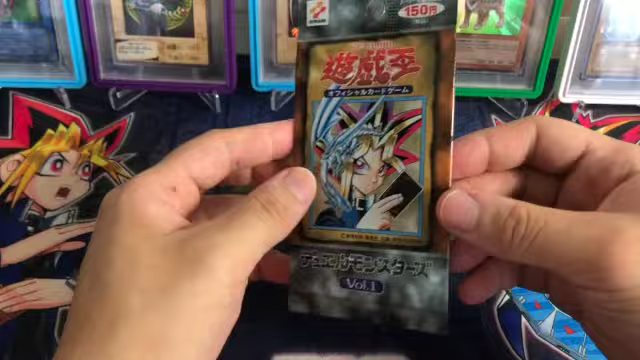 KONAMI
150円
遊戯王
オフィシャルカードゲーム
デュエルモンスターズ
Vol.1